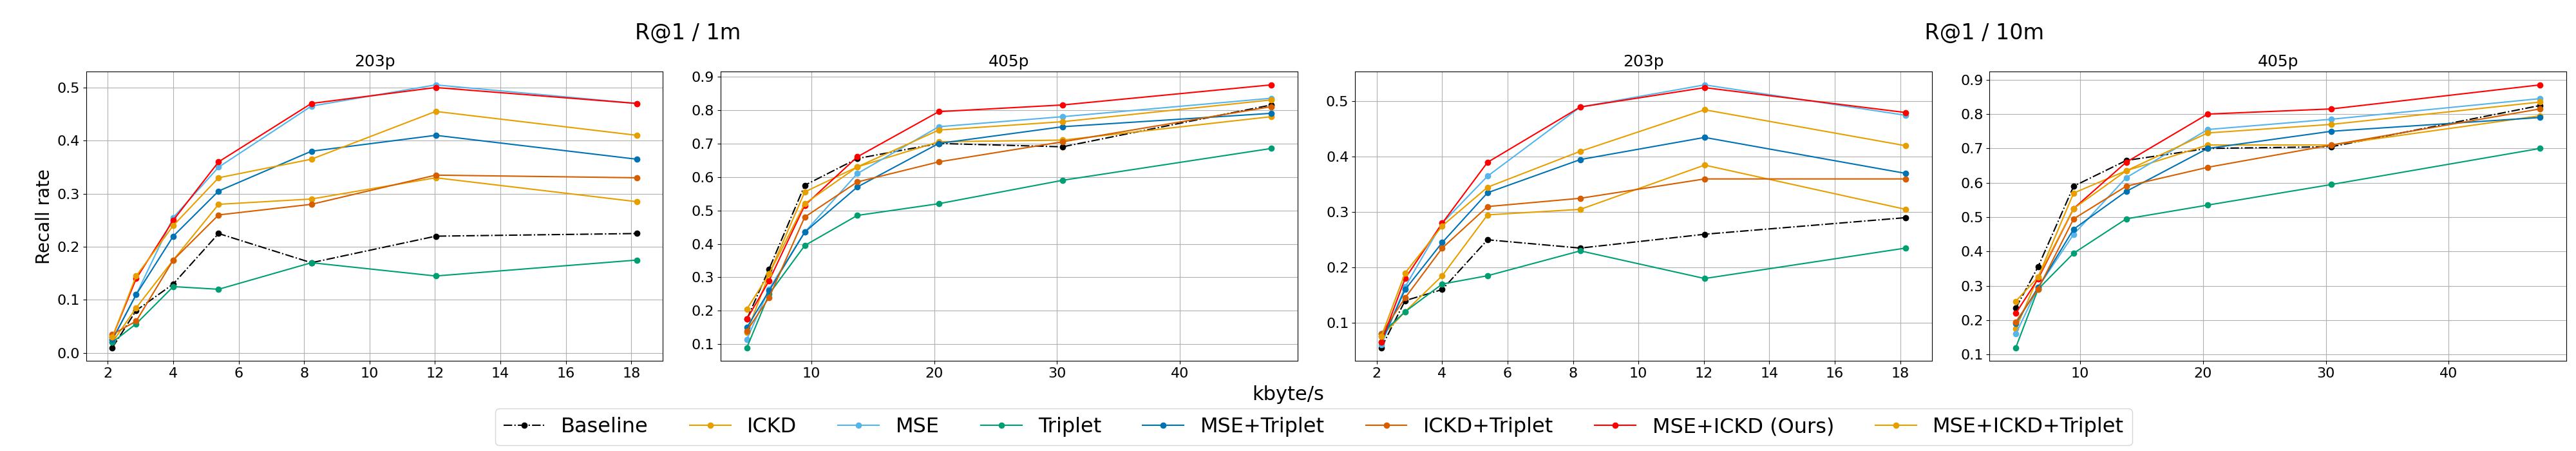 R@1 / 1m
R@1 / 10m
203p
405p
203p
405p
Recall rate
0.5
0.4
0.3
0.2
0.1
0.0
2 4 6 8 10 12 14 16 18
0.9
0.8
0.7
0.6
0.5
0.4
0.3
0.2
0.1
10 20 30 40
0.5
0.4
0.3
0.2
0.1
2 4 6 8 10 12 14 16 18
0.9
0.8
0.7
0.6
0.5
0.4
0.3
0.2
0.1
10 20 30 40
kbyte/s
Baseline ICKD MSE Triplet MSE+Triplet ICKD+Triplet MSE+ICKD (Ours) MSE+ICKD+Triplet